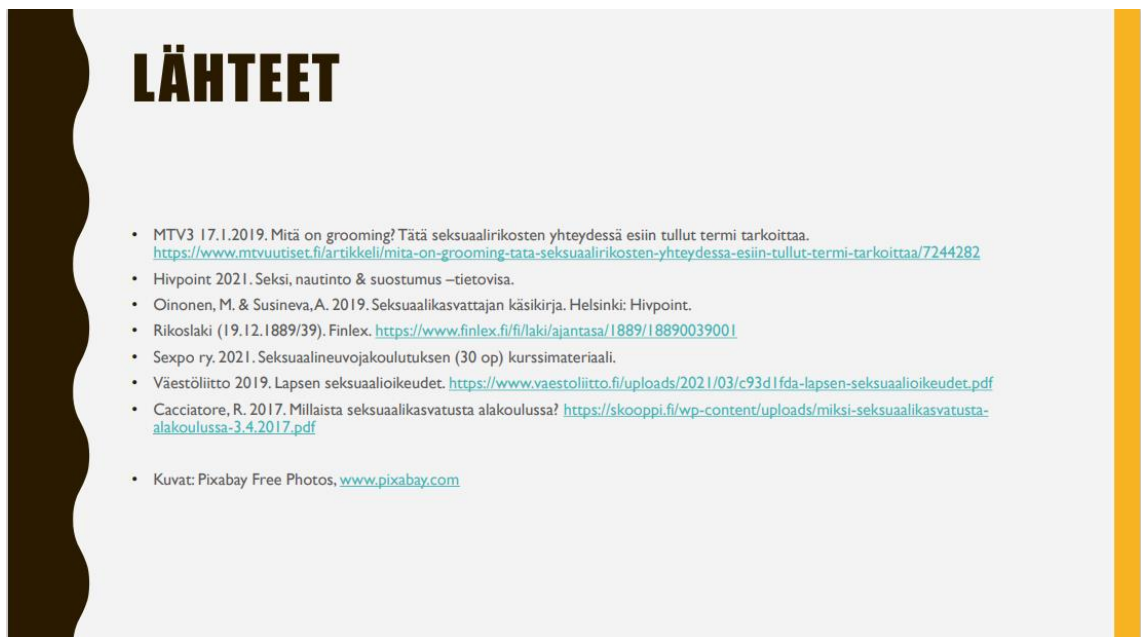 LÄHTEET
• MTV3 17.1.2019. Mitä on grooming? Tätä seksuaalirikosten yhteydessä esiin tullut termi tarkoittaa.
https://www.mtvuutiset.fi/artikkeli/mita-on-grooming-tata-seksuaalirikosten-yhteydessa-esiin-tullut-termi-tarkoittaa/7244282
• Hivpoint 2021. Seksi, nautinto & suostumus –tietovisa.
• Oinonen, M. & Susineva, A. 2019. Seksuaalikasvattajan käsikirja. Helsinki: Hivpoint.
• Rikoslaki (19.12.1889/39). Finlex. https://www.finlex.fi/fi/laki/ajantasa/1889/18890039001
• Sexpo ry. 2021. Seksuaalineuvojakoulutuksen (30 op) kurssimateriaali.
• Väestöliitto 2019. Lapsen seksuaalioikeudet. https://www.vaestoliitto.fi/uploads/2021/03/c93d1fda-lapsen-seksuaalioikeudet.pdf
• Cacciatore, R. 2017. Millaista seksuaalikasvatusta alakoulussa? https://skooppi.fi/wp-content/uploads/miksi-seksuaalikasvatusta-
alakoulussa-3.4.2017.pdf
• Kuvat: Pixabay Free Photos, www.pixabay.com